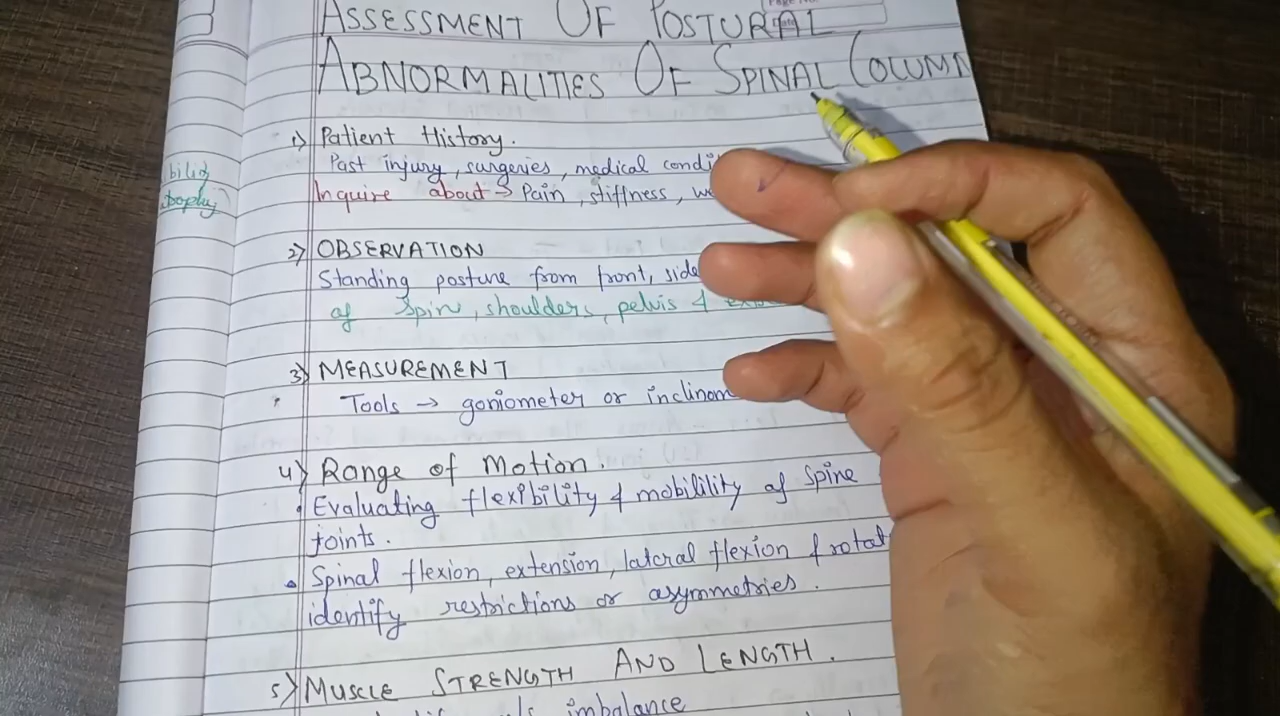 ASSESSMENT OF POSTURAL
ABNORMALITIES OF SPINAL COLUMN
1) Patient History.
Past injury, surgeries, medical condi
Inquire about → Pain, stiffness, we
2) OBSERVATION
Standing posture from front, side
of spine, shoulders, pelvis &
3) MEASUREMENT
Tools → goniometer or inclinom
4) Range of Motion.
• Evaluating flexibility & mobility of spine
joints.
• Spinal flexion, extension, lateral flexion & rotat
identify restrictions or asymmetries.
5) MUSCLE STRENGTH AND LENGTH.
imbalance